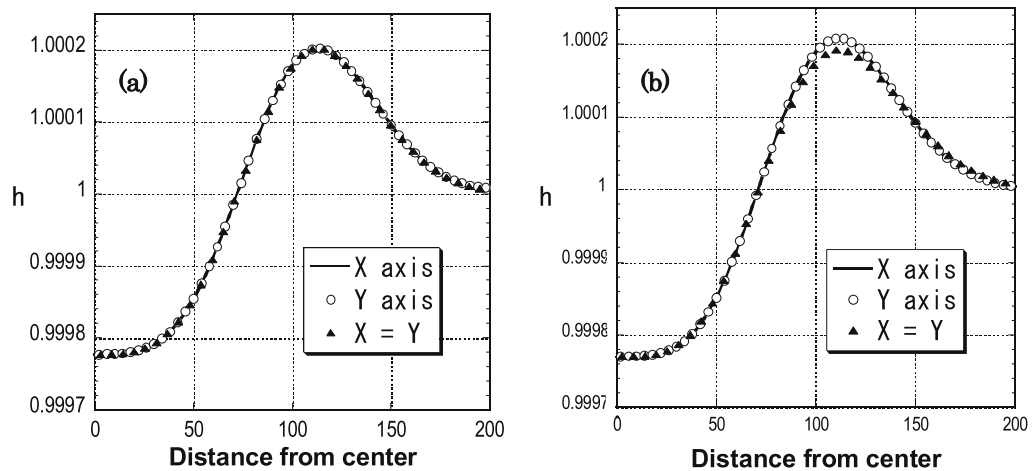 (a)
h
1.0002
1.0001
1
0.9999
0.9998
0.9997
0
50
100
150
200
Distance from center
X axis
Y axis
X = Y
(b)
h
1.0002
1.0001
1
0.9999
0.9998
0.9997
0
50
100
150
200
Distance from center
X axis
Y axis
X = Y